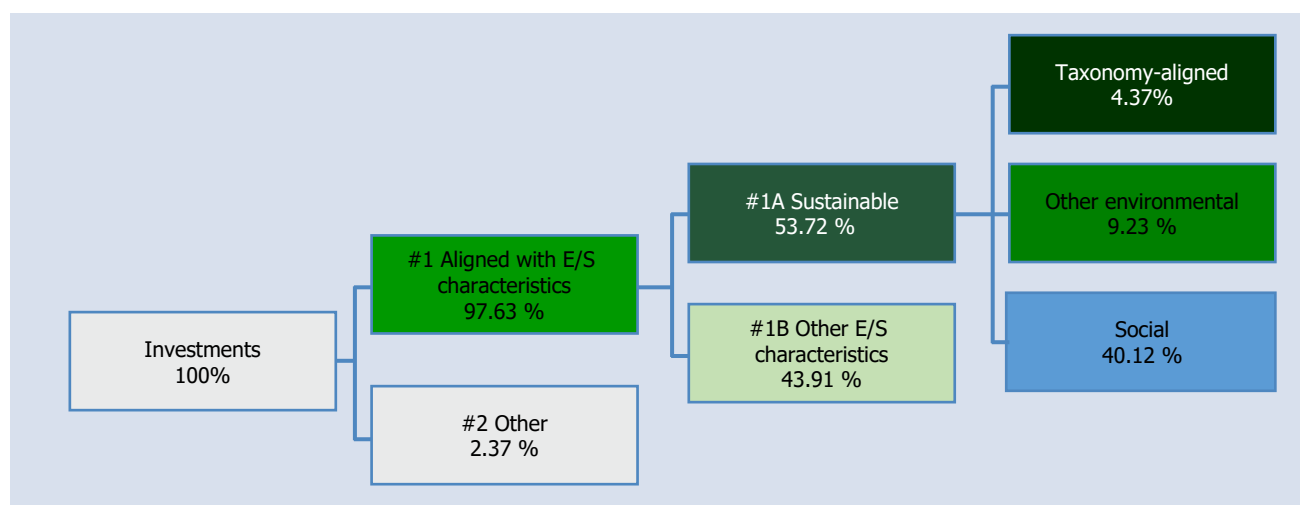 Investments
100%
#1 Aligned with E/S
characteristics
97.63 %
#2 Other
2.37 %
#1A Sustainable
53.72 %
#1B Other E/S
characteristics
43.91 %
Taxonomy-aligned
4.37%
Other environmental
9.23 %
Social
40.12 %